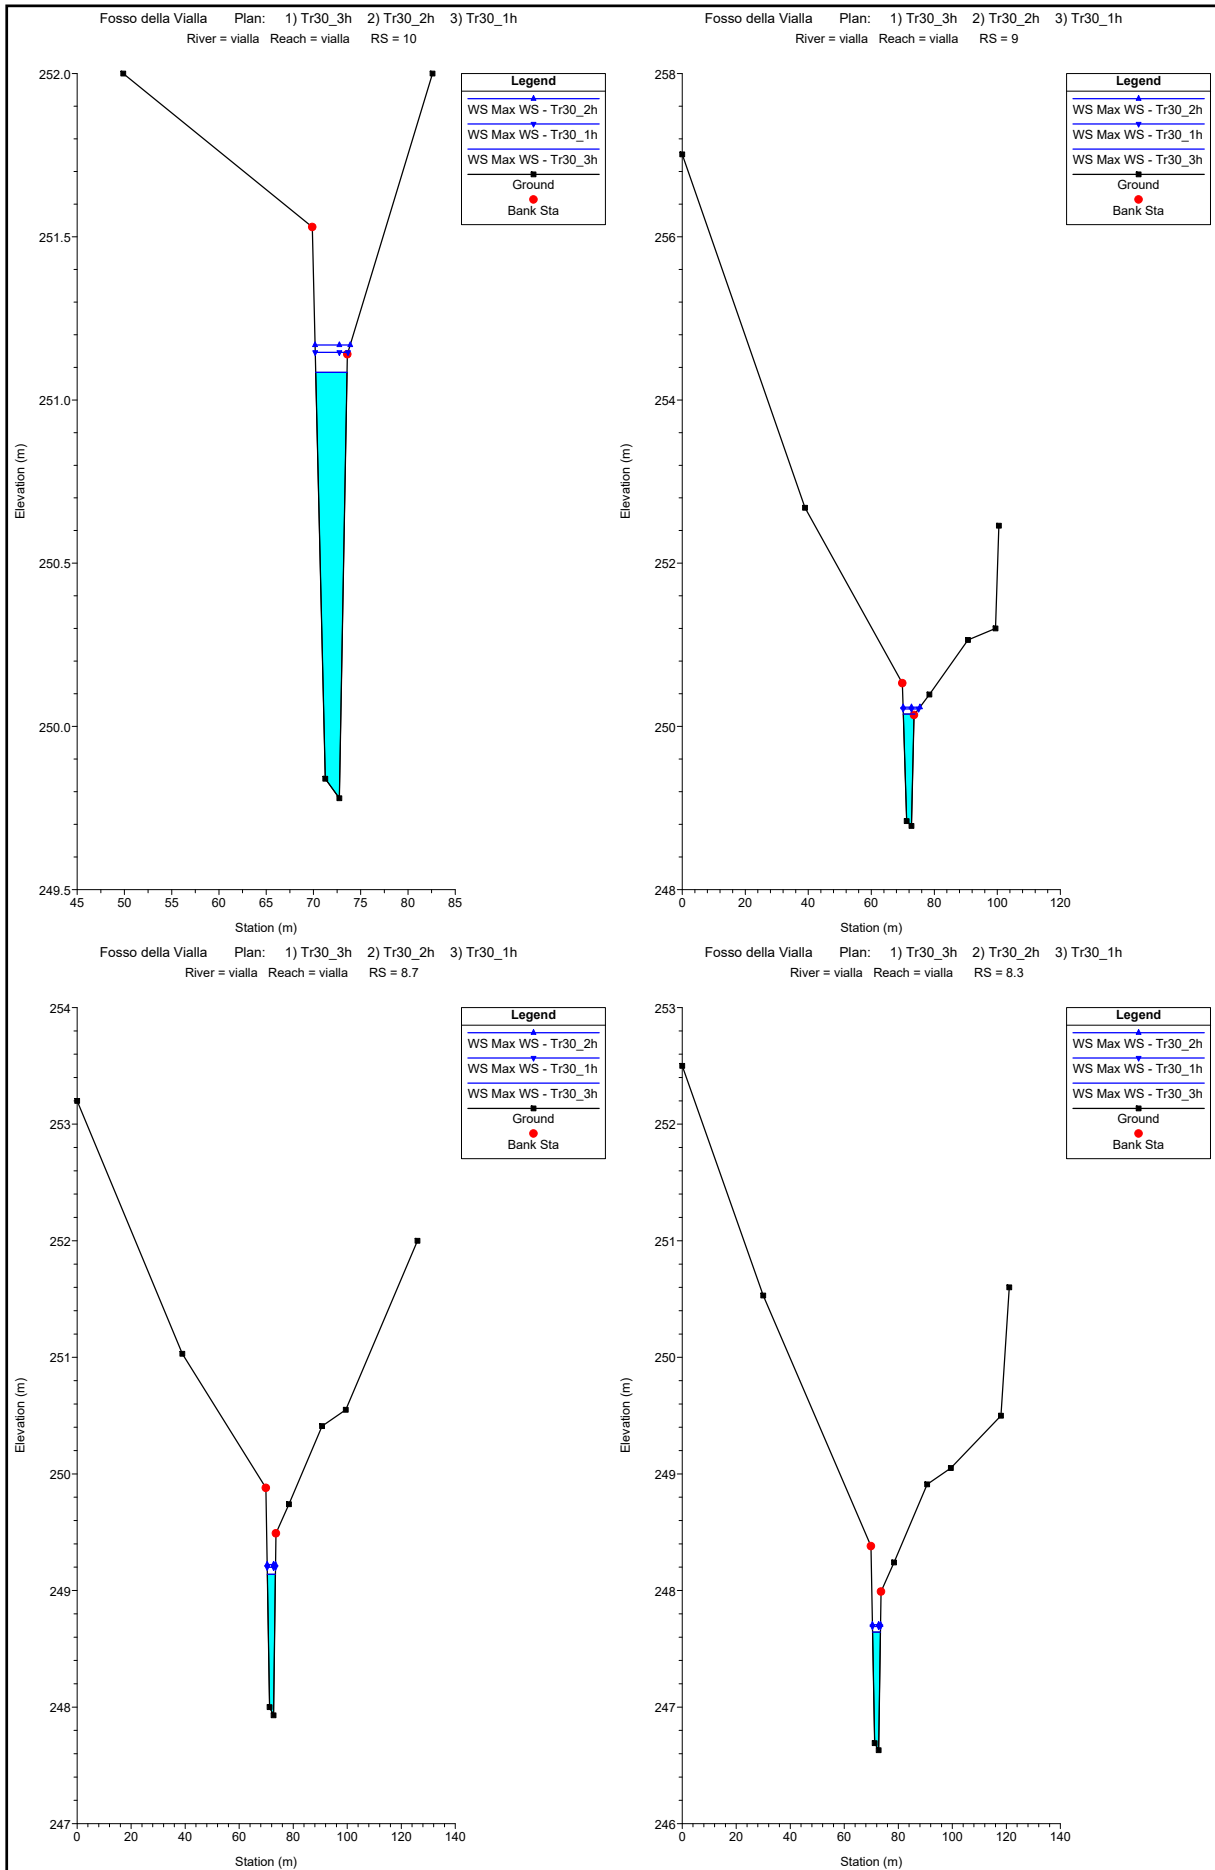 Fosso della Vialla Plan: 1) Tr30_3h 2) Tr30_2h 3) Tr30_1h
River = vialla Reach = vialla RS = 10
252.0
251.5
251.0
250.5
250.0
249.5
Elevation (m)
45 50 55 60 65 70 75 80 85
Station (m)
Legend
WS Max WS - Tr30_2h
WS Max WS - Tr30_1h
WS Max WS - Tr30_3h
Ground
Bank Sta
Fosso della Vialla Plan: 1) Tr30_3h 2) Tr30_2h 3) Tr30_1h
River = vialla Reach = vialla RS = 9
258
256
254
252
250
248
Elevation (m)
0 20 40 60 80 100 120
Station (m)
Legend
WS Max WS - Tr30_2h
WS Max WS - Tr30_1h
WS Max WS - Tr30_3h
Ground
Bank Sta
Fosso della Vialla Plan: 1) Tr30_3h 2) Tr30_2h 3) Tr30_1h
River = vialla Reach = vialla RS = 8.7
254
253
252
251
250
249
248
247
Elevation (m)
0 20 40 60 80 100 120 140
Station (m)
Legend
WS Max WS - Tr30_2h
WS Max WS - Tr30_1h
WS Max WS - Tr30_3h
Ground
Bank Sta
Fosso della Vialla Plan: 1) Tr30_3h 2) Tr30_2h 3) Tr30_1h
River = vialla Reach = vialla RS = 8.3
253
252
251
250
249
248
247
246
Elevation (m)
0 20 40 60 80 100 120 140
Station (m)
Legend
WS Max WS - Tr30_2h
WS Max WS - Tr30_1h
WS Max WS - Tr30_3h
Ground
Bank Sta